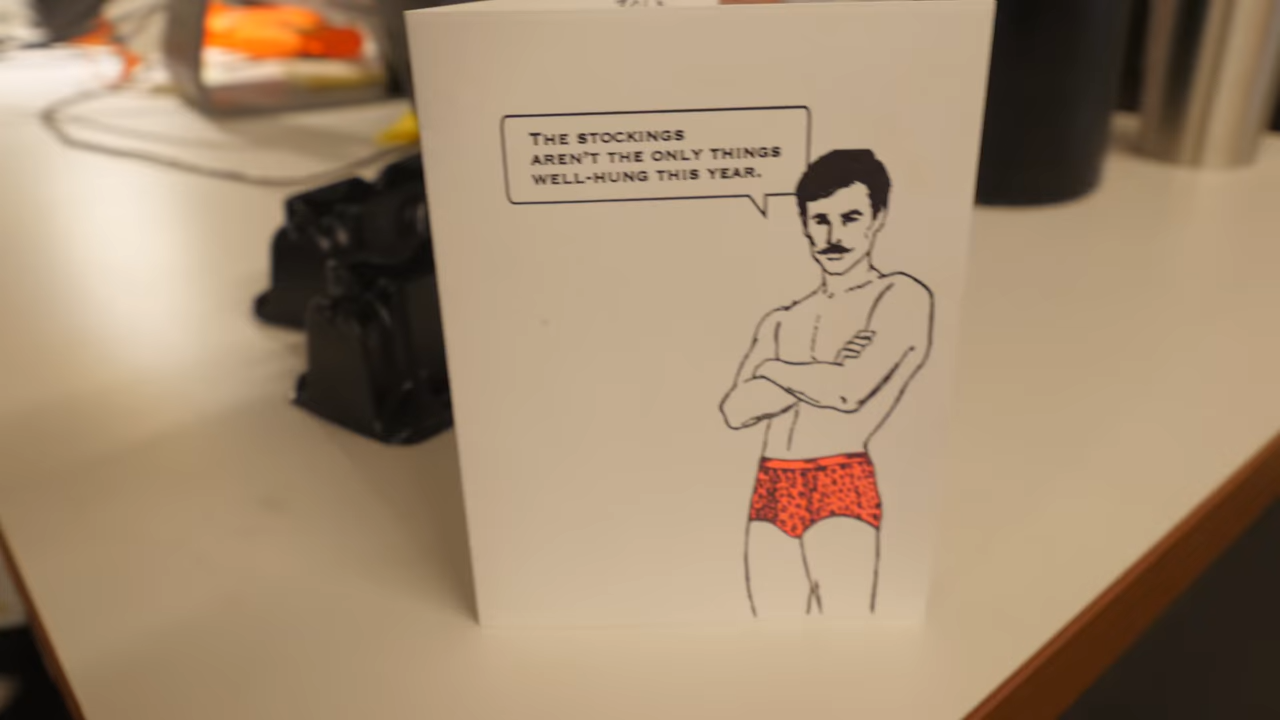 THE STOCKINGS
AREN'T THE ONLY THINGS
WELL-HUNG THIS YEAR.